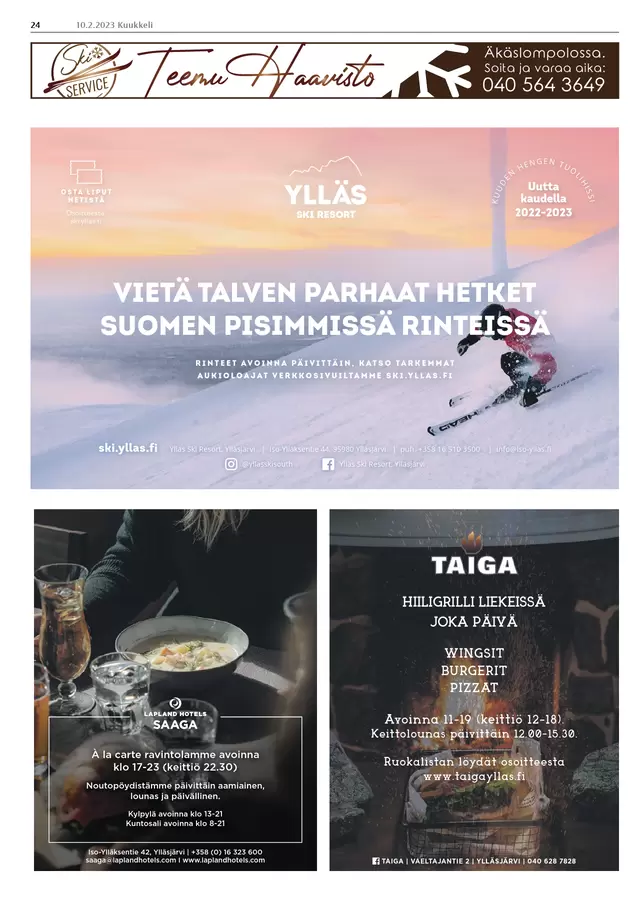 24
10.2.2023 Kuukkeli
Ski
SERVICE
Teemu Haavisto
Äkäslompolossa.
Soita ja varaa aika:
040 564 3649
OSTA LIPUT
NETISTÄ
YLLÄS
SKI RESORT
KUUDEN HENGEN TUOLIHISSI
Uutta
kaudella
2022-2023
VIETÄ TALVEN PARHAAT HETKET
SUOMEN PISIMMISSÄ RINTEISSÄ
RINTEET AVOINNA PÄIVITTÄIN, KATSO TARKEMMAT
AUKIOLOAJAT VERKKOSIVUILTAMME SKI.YLLAS.FI
HEAD
ski.yllas.fi Ylläs Ski Resort, Ylläsjärvi | Iso-Ylläksentie 44, 95980 Ylläsjärvi | puh. +358 16 510 3500 | info@iso-yllas.fi
@yllasskisouth Ylläs Ski Resort, Ylläsjärvi
LAPLAND HOTELS
SAAGA
À la carte ravintolamme avoinna
klo 17-23 (keittiö 22.30)
Noutopöydistämme päivittäin aamiainen,
lounas ja päivällinen.
Kylpylä avoinna klo 13-21
Kuntosali avoinna klo 8-21
Iso-Ylläksentie 42, Ylläsjärvi | +358 (0) 16 323 600
saaga@laplandhotels.com I www.laplandhotels.com
TAIGA
HIILIGRILLI LIEKEISSÄ
JOKA PÄIVÄ
WINGSIT
BURGERIT
PIZZAT
Avoinna 11-19 (keittiö 12-18).
Keittolounas päivittäin 12.00-15.30.
Ruokalistan löydät osoitteesta
www.taigayllas.fi
TAIGA | VAELTAJANTIE 2 | YLLÄSJÄRVI | 040 628 7828